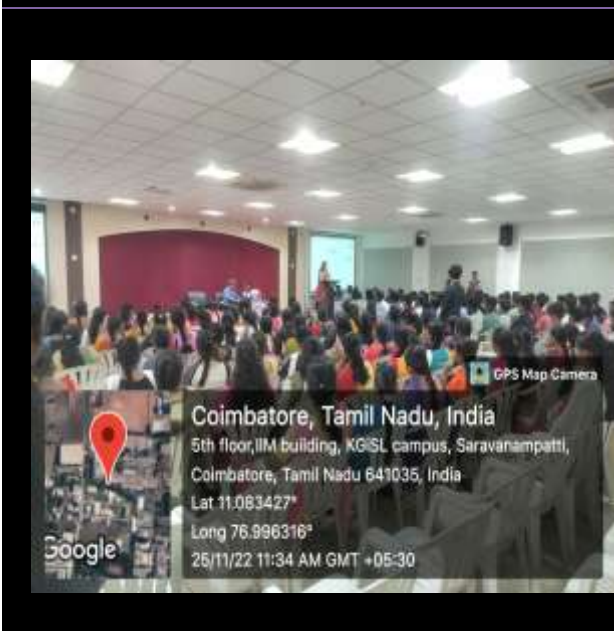 GPS Map Camera
Coimbatore, Tamil Nadu, India
5th floor,IIM building, KGiSL campus, Saravanampatti,
Coimbatore, Tamil Nadu 641035, India
Lat 11.083427°
Long 76.996316°
25/11/22 11:34 AM GMT +05:30
Google